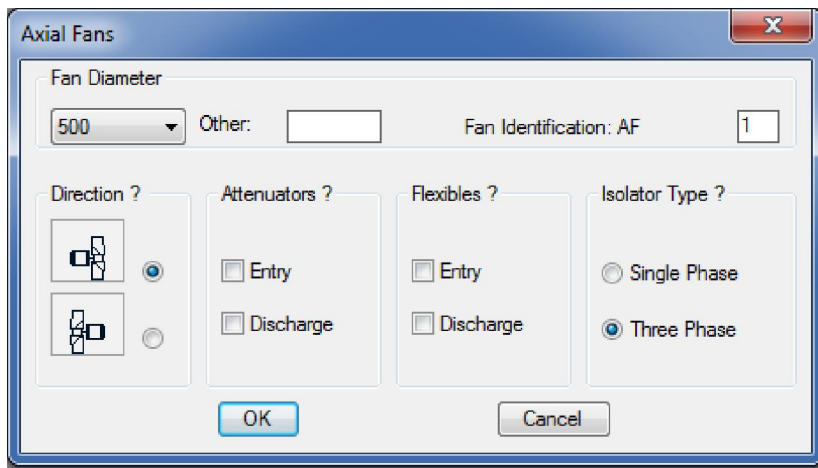 Axial Fans
Fan Diameter
500 Other: Fan Identification: AF 1
Direction ? Attenuators ? Flexibles ? Isolator Type ?
Entry Entry Single Phase
Discharge Discharge Three Phase
OK Cancel